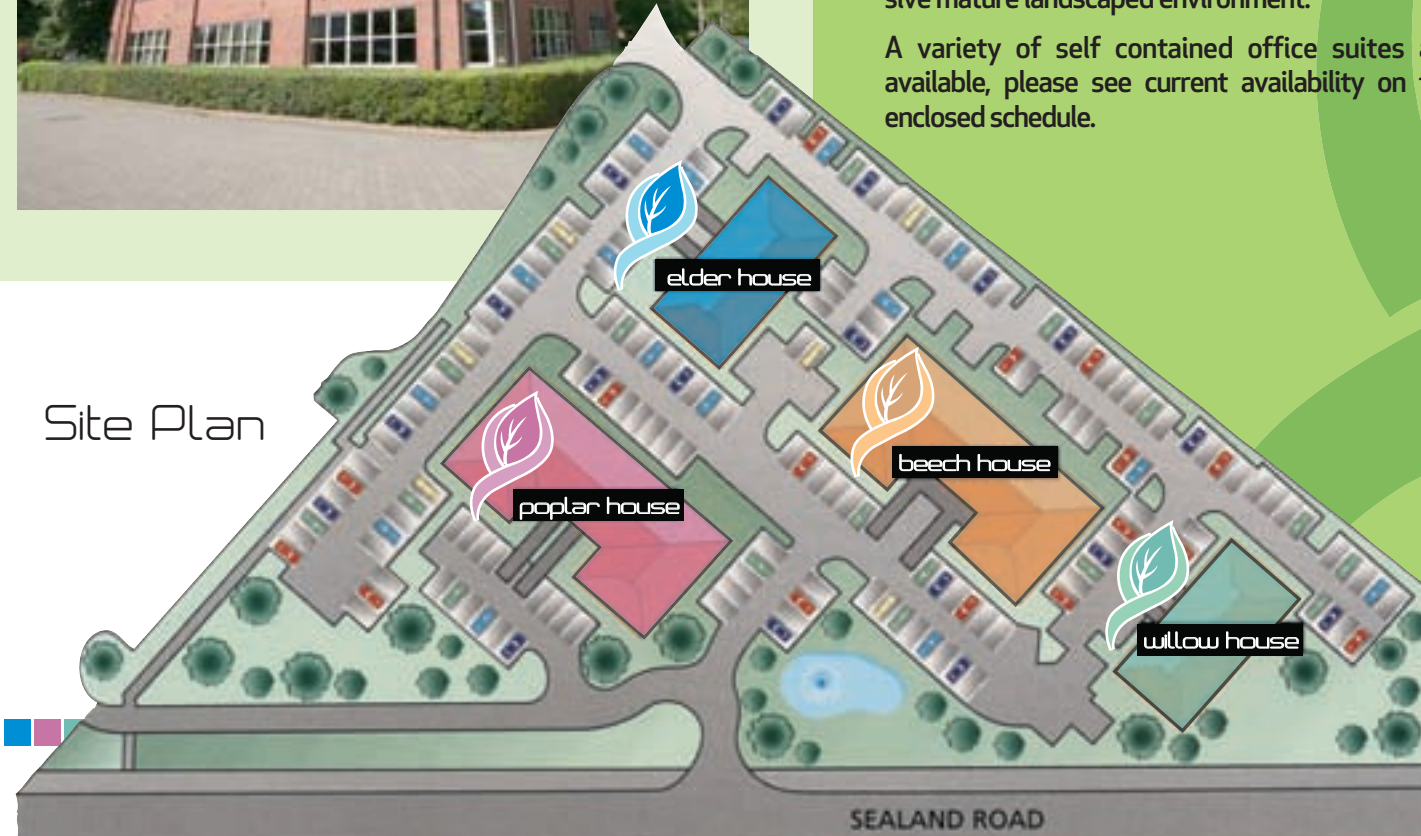 sive mature landscaped environment.
A variety of self contained office suites a
available, please see current availability on t
enclosed schedule.
elder house
Site Plan
beech house
poplar house
willow house
SEALAND ROAD